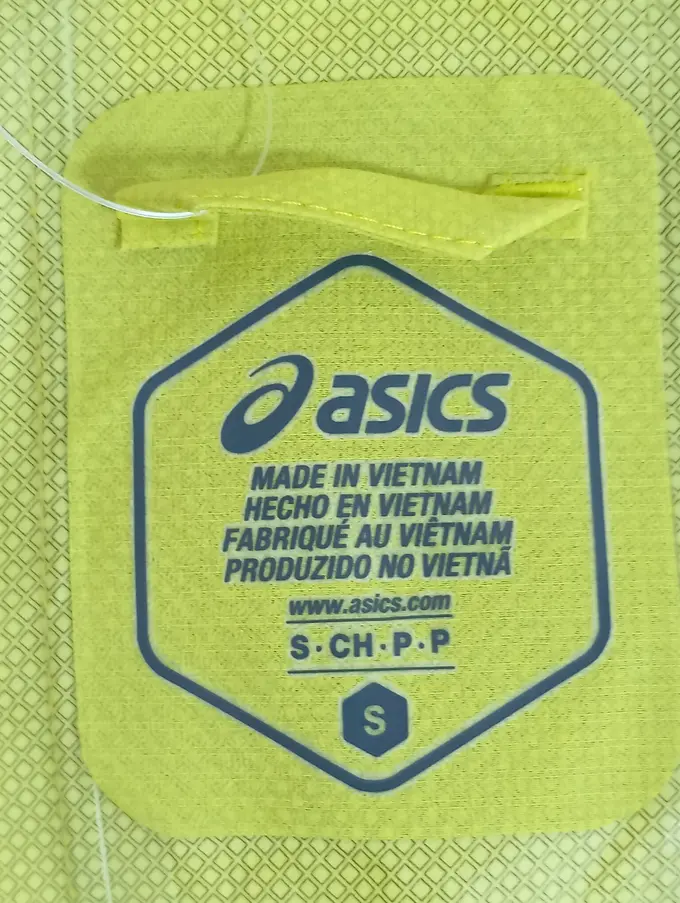 asics
MADE IN VIETNAM
HECHO EN VIETNAM
FABRIQUÉ AU VIÊTNAM
PRODUZIDO NO VIETNÃ
www.asics.com
S·CH·P·P
S